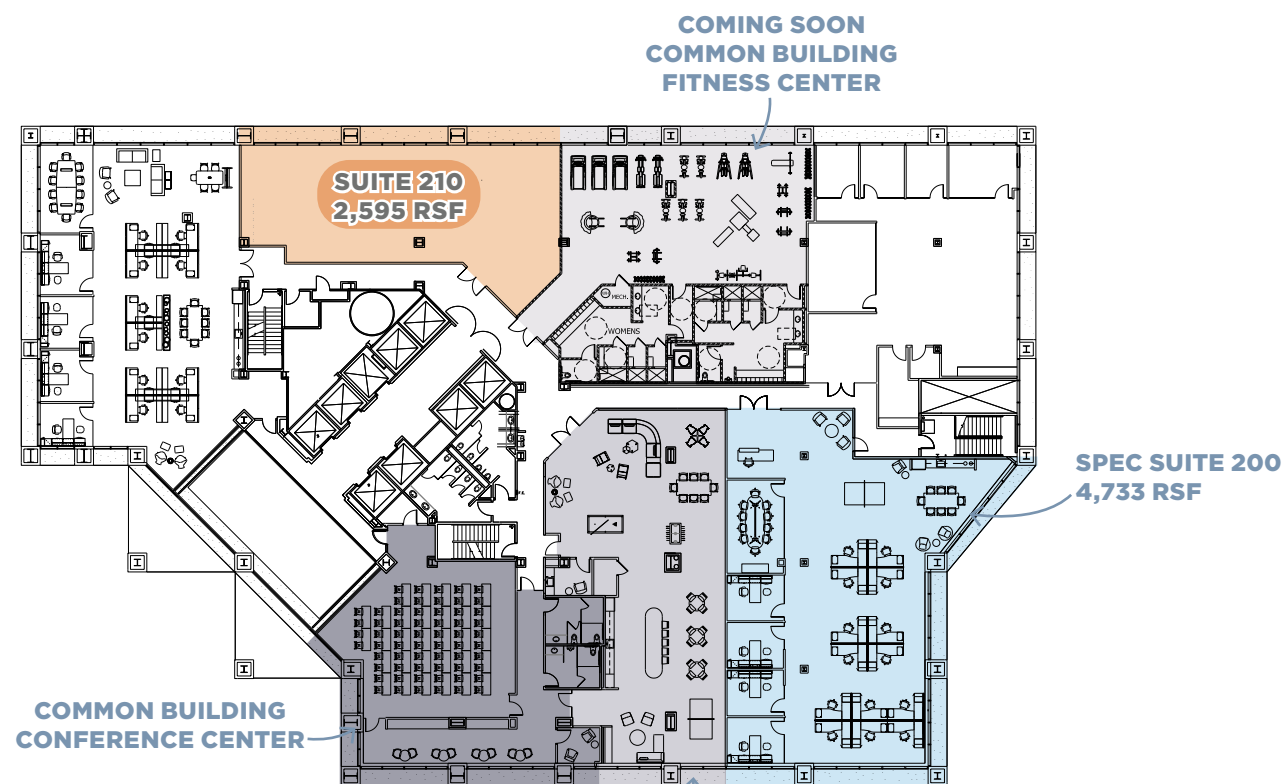 COMING SOON
COMMON BUILDING
FITNESS CENTER
SUITE 210
2,595 RSF
MECH.
WOMENS
SPEC SUITE 200
4,733 RSF
COMMON BUILDING
CONFERENCE CENTER